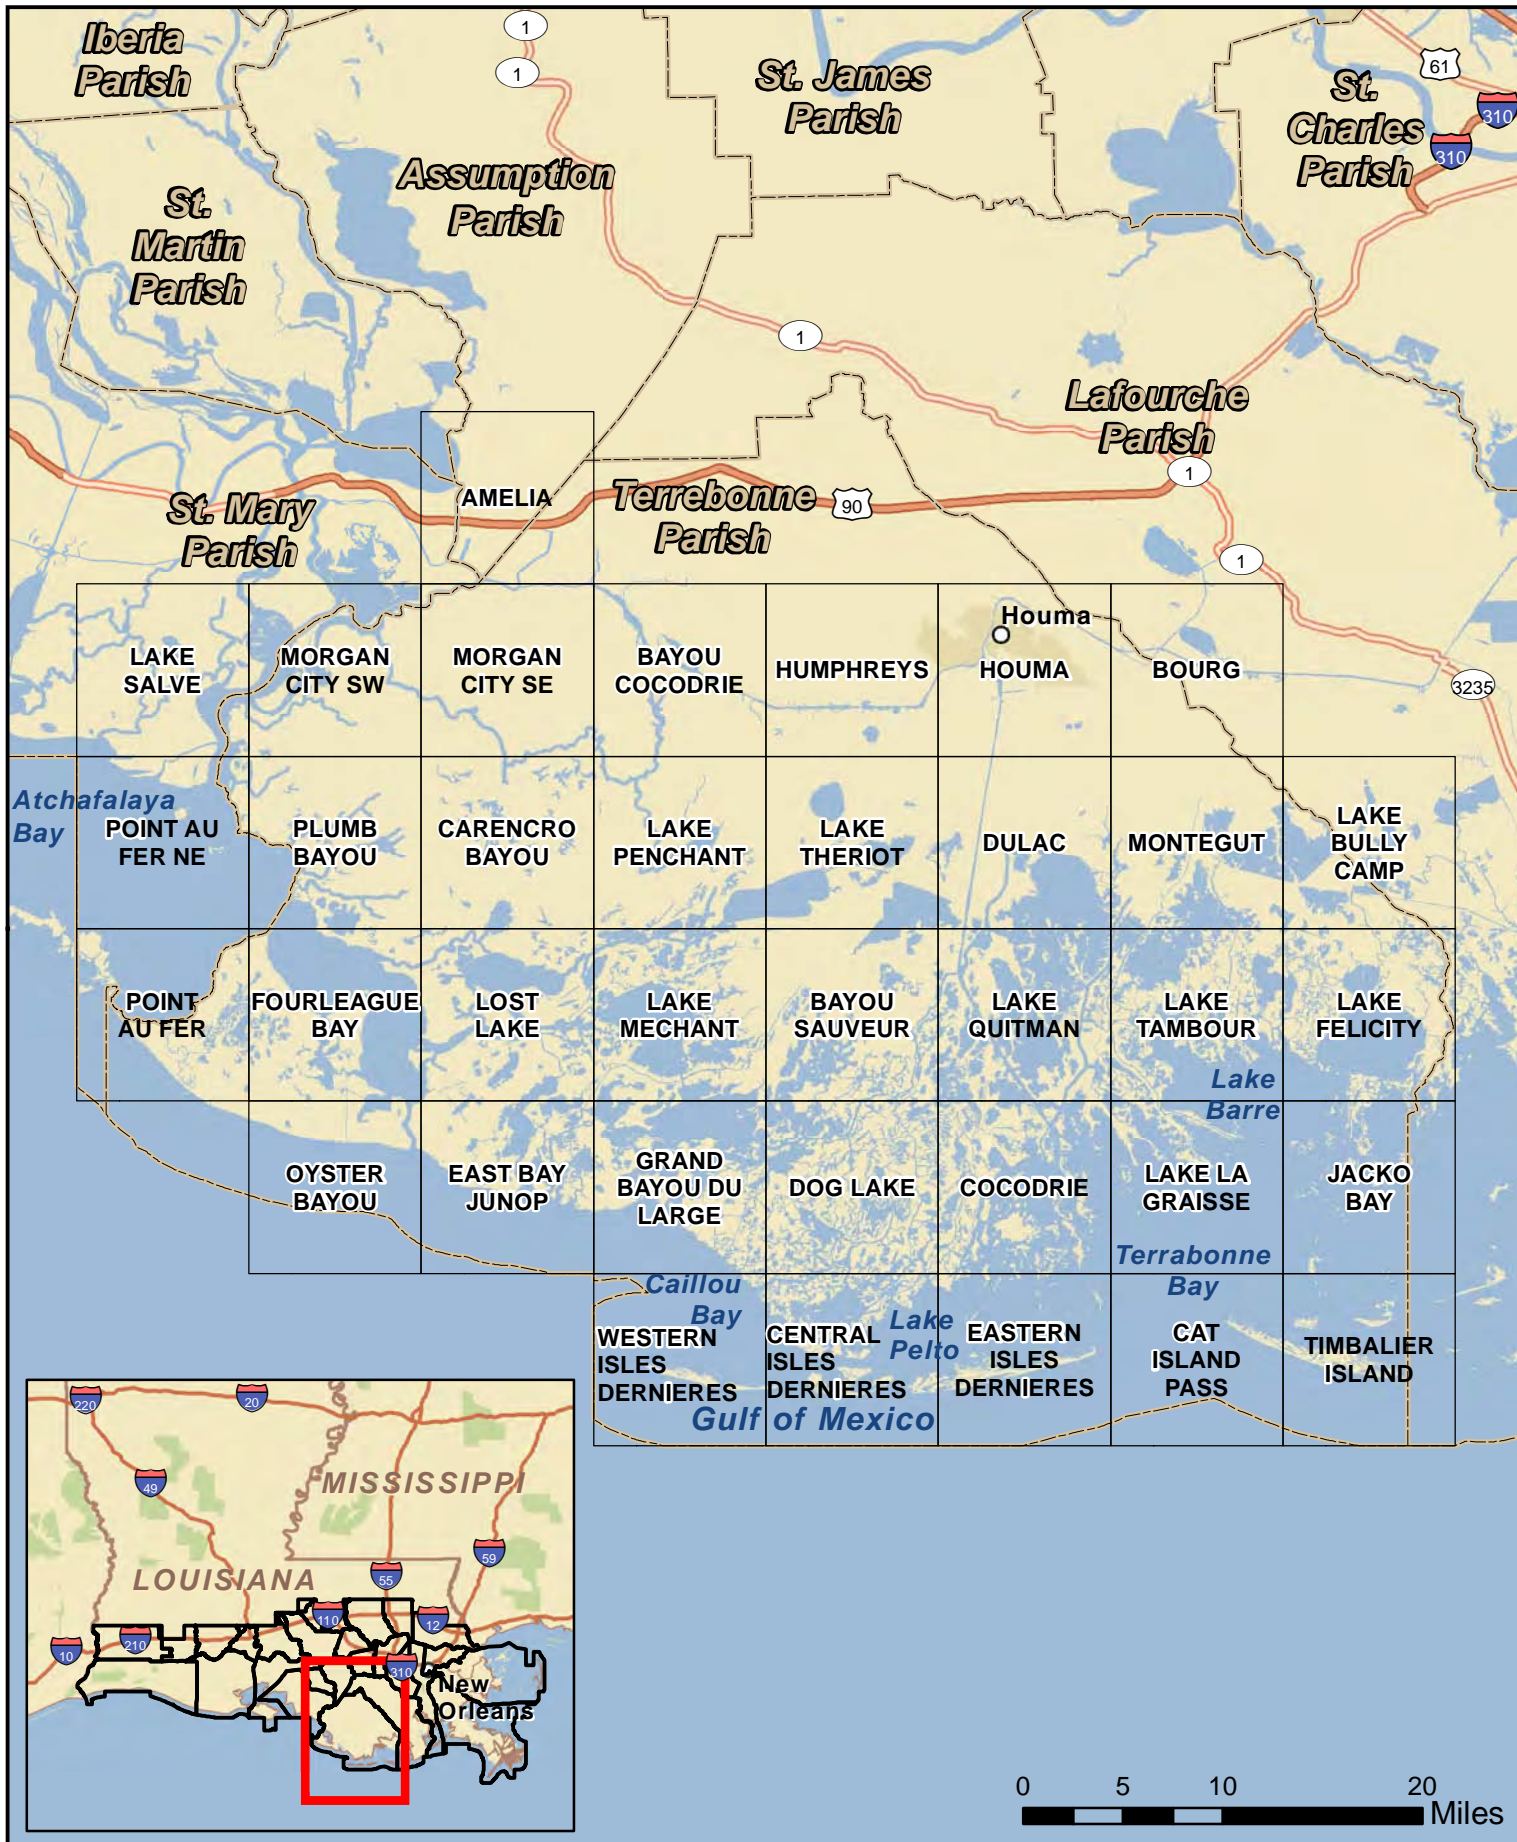 Iberia
Parish
1
1
St. James
Parish
61
310
310
St.
Charles
Parish
Assumption
Parish
St.
Martin
Parish
1
Lafourche
Parish
1
AMELIA
Terrebonne
Parish
90
St. Mary
Parish
1
Houma
LAKE
SALVE
MORGAN
CITY SW
MORGAN
CITY SE
BAYOU
COCODRIE
HUMPHREYS
HOUMA
BOURG
3235
Atchafalaya
Bay
POINT AU
FER NE
PLUMB
BAYOU
CARENCRO
BAYOU
LAKE
PENCHANT
LAKE
THERIOT
DULAC
MONTEGUT
LAKE
BULLY
CAMP
POINT
AU FER
FOURLEAGUE
BAY
LOST
LAKE
LAKE
MECHANT
BAYOU
SAUVEUR
LAKE
QUITMAN
LAKE
TAMBOUR
LAKE
FELICITY
Lake
Barre
OYSTER
BAYOU
EAST BAY
JUNOP
GRAND
BAYOU DU
LARGE
DOG LAKE
COCODRIE
LAKE LA
GRAISSE
JACKO
BAY
Terrabonne
Bay
Caillou
Bay
Lake
Pelto
WESTERN
ISLES
DERNIERES
CENTRAL
ISLES
DERNIERES
EASTERN
ISLES
DERNIERES
CAT
ISLAND
PASS
TIMBALIER
ISLAND
Gulf of Mexico
220
20
49
MISSISSIPPI
59
LOUISIANA
55
110
12
210
10
310
New
Orleans
0 5 10 20
Miles